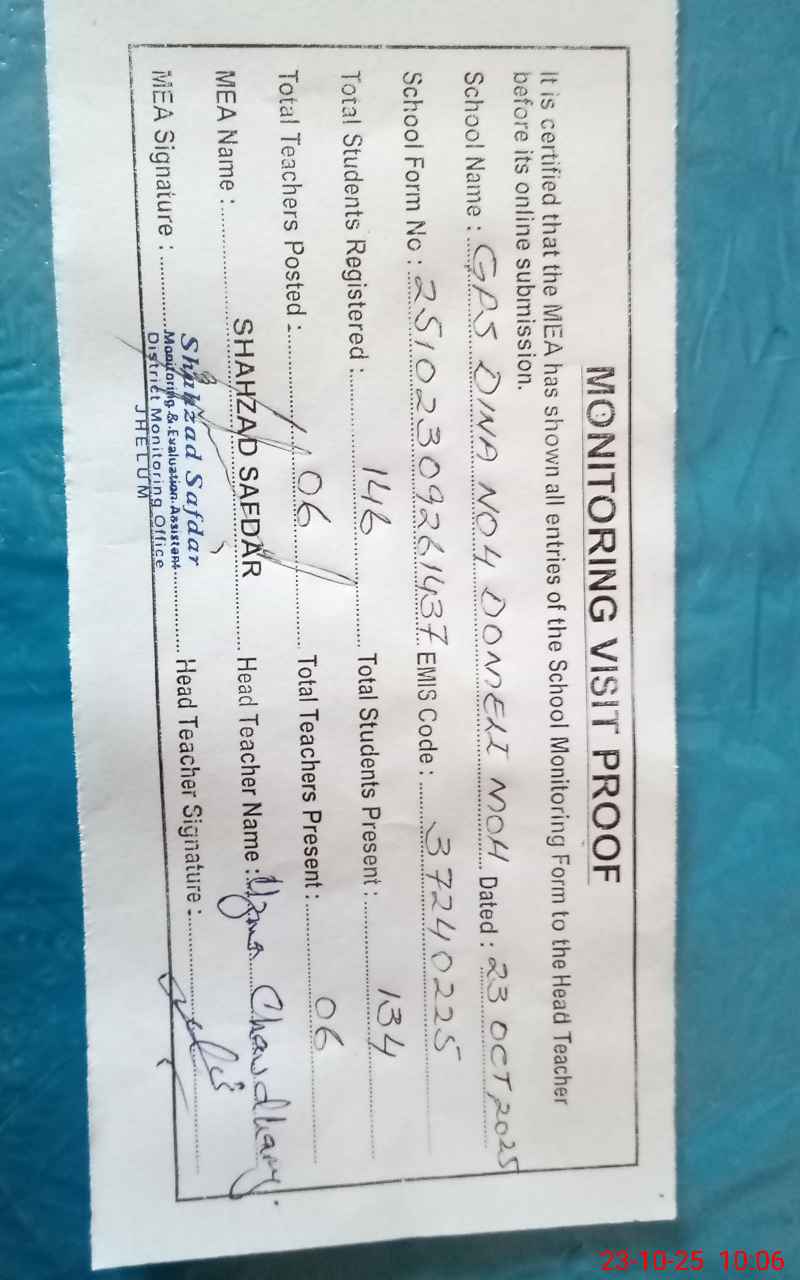 MONITORING VISIT PROOF
It is certified that the MEA has shown all entries of the School Monitoring Form to the Head Teacher
before its online submission.
School Name : GPS DINA NO4 DOMELI MOH Dated : 23 OCT, 2025
School Form No : 25102309261437 EMIS Code : 37240225
Total Students Registered : 146 Total Students Present : 134
Total Teachers Posted : 06 Total Teachers Present : 06
MEA Name : SHAHZAD SAFDAR Head Teacher Name : Uzma Chawdhary
MEA Signature : Head Teacher Signature :
Shahzad Safdar
Monitoring & Evaluation Assistant
District Monitoring Office
JHELUM
23-10-25 10.06